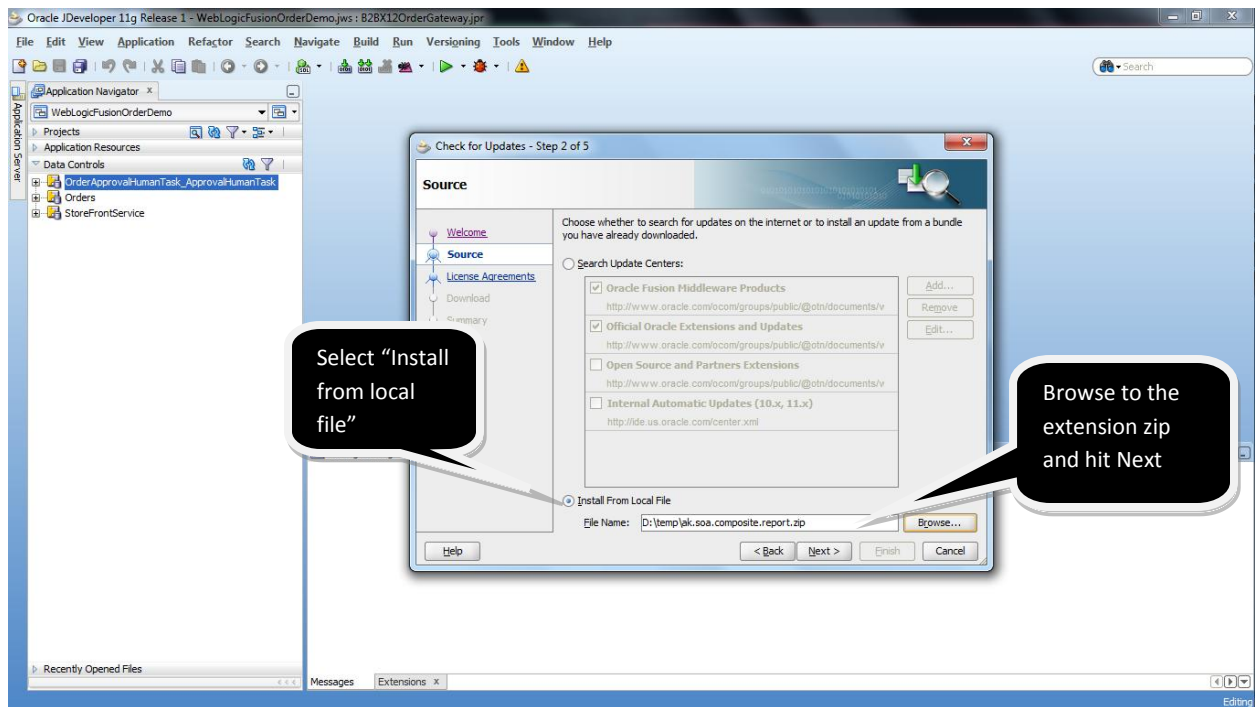 Oracle JDeveloper 11g Release 1 - WebLogicFusionOrderDemo.jws : B2BX12OrderGateway.jpr
File Edit View Application Refactor Search Navigate Build Run Versioning Tools Window Help
Search
Application Navigator x
Application Server
WebLogicFusionOrderDemo
Projects
Application Resources
Data Controls
OrderApprovalHumanTask_ApprovalHumanTask
Orders
StoreFrontService
Check for Updates - Step 2 of 5
Source
Welcome
Source
License Agreements
Download
Summary
Choose whether to search for updates on the internet or to install an update from a bundle
you have already downloaded.
Search Update Centers:
Oracle Fusion Middleware Products
http://www.oracle.com/ocom/groups/public/@otn/documents/v
Official Oracle Extensions and Updates
http://www.oracle.com/ocom/groups/public/@otn/documents/v
Open Source and Partners Extensions
http://www.oracle.com/ocom/groups/public/@otn/documents/v
Internal Automatic Updates (10.x, 11.x)
http://ide.us.oracle.com/center.xml
Add...
Remove
Edit...
Install From Local File
File Name: D:\temp\ak.soa.composite.report.zip Browse...
Help < Back Next > Finish Cancel
Select “Install
from local
file”
Browse to the
extension zip
and hit Next
Recently Opened Files
Messages Extensions x
Editing